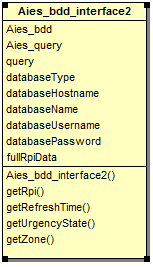 Aies_bdd_interface2
Aies_bdd
Aies_query
query
databaseType
databaseHostname
databaseName
databaseUsername
databasePassword
fullRpiData
Aies_bdd_interface2()
getRpi()
getRefreshTime()
getUrgencyState()
getZone()